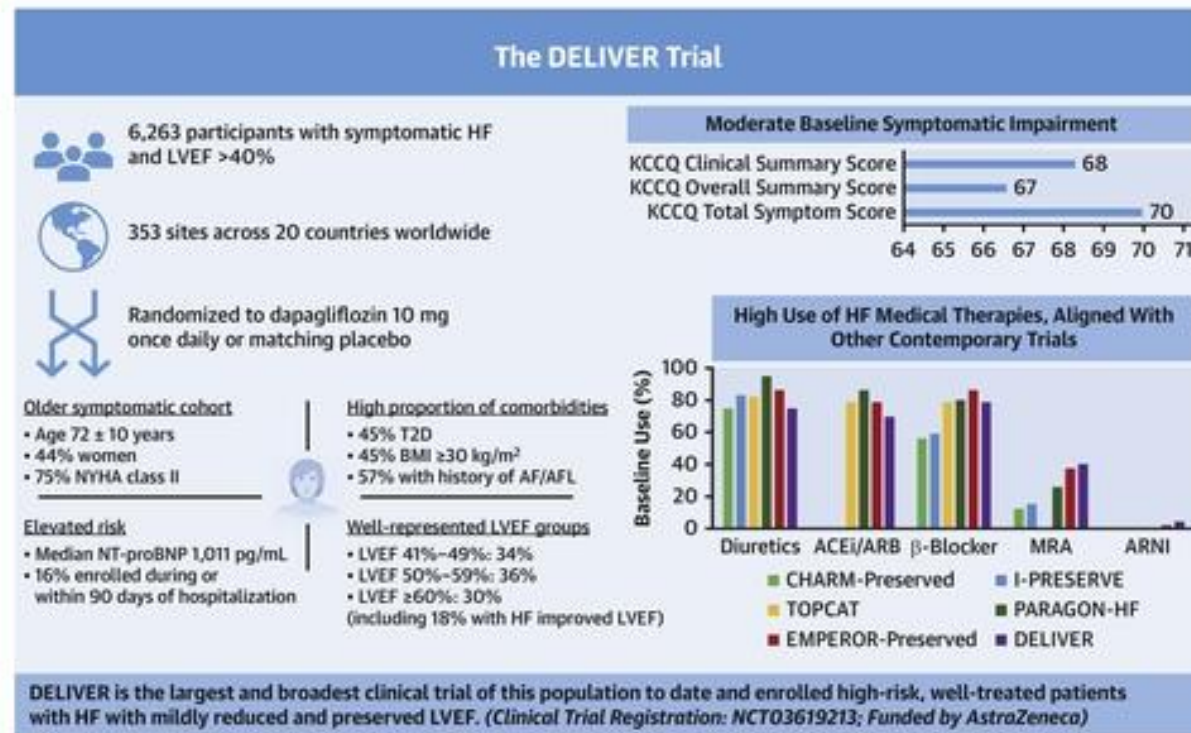 The DELIVER Trial
6,263 participants with symptomatic HF
and LVEF >40%
353 sites across 20 countries worldwide
Randomized to dapagliflozin 10 mg
once daily or matching placebo
Older symptomatic cohort
• Age 72 ± 10 years
• 44% women
• 75% NYHA class II
High proportion of comorbidities
• 45% T2D
• 45% BMI ≥30 kg/m²
• 57% with history of AF/AFL
Elevated risk
• Median NT-proBNP 1,011 pg/mL
• 16% enrolled during or
within 90 days of hospitalization
Well-represented LVEF groups
• LVEF 41%–49%: 34%
• LVEF 50%–59%: 36%
• LVEF ≥60%: 30%
(including 18% with HF improved LVEF)
Moderate Baseline Symptomatic Impairment
KCCQ Clinical Summary Score 68
KCCQ Overall Summary Score 67
KCCQ Total Symptom Score 70
64 65 66 67 68 69 70 71
High Use of HF Medical Therapies, Aligned With
Other Contemporary Trials
Baseline Use (%)
100
80
60
40
20
0
Diuretics ACEi/ARB β-Blocker MRA ARNI
CHARM-Preserved I-PRESERVE
TOPCAT PARAGON-HF
EMPEROR-Preserved DELIVER
DELIVER is the largest and broadest clinical trial of this population to date and enrolled high-risk, well-treated patients
with HF with mildly reduced and preserved LVEF. (Clinical Trial Registration: NCT03619213; Funded by AstraZeneca)